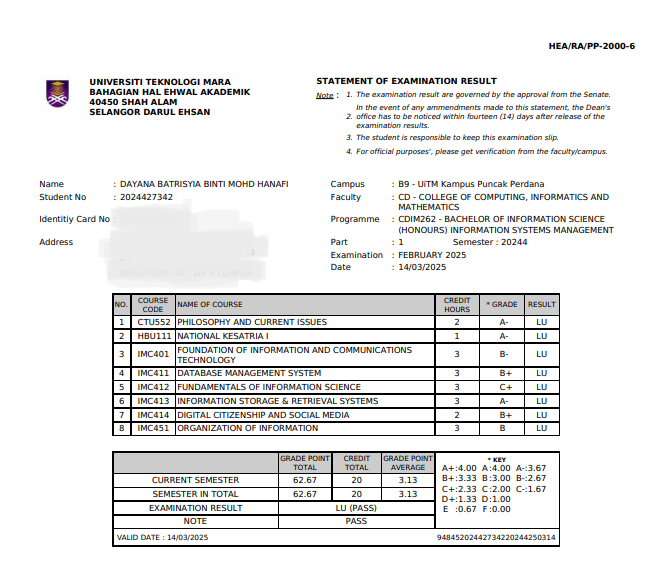 HEA/RA/PP-2000-6
UNIVERSITI TEKNOLOGI MARA
BAHAGIAN HAL EHWAL AKADEMIK
40450 SHAH ALAM
SELANGOR DARUL EHSAN
STATEMENT OF EXAMINATION RESULT
Note : 1. The examination result are governed by the approval from the Senate.
2. In the event of any ammendments made to this statement, the Dean's
office has to be noticed within fourteen (14) days after release of the
examination results.
3. The student is responsible to keep this examination slip.
4. For official purposes', please get verification from the faculty/campus.
Name : DAYANA BATRISYIA BINTI MOHD HANAFI
Student No : 2024427342
Identitiy Card No :
Address
Campus : B9 - UiTM Kampus Puncak Perdana
Faculty : CD - COLLEGE OF COMPUTING, INFORMATICS AND
MATHEMATICS
Programme : CDIM262 - BACHELOR OF INFORMATION SCIENCE
(HONOURS) INFORMATION SYSTEMS MANAGEMENT
Part : 1 Semester : 20244
Examination : FEBRUARY 2025
Date : 14/03/2025
NO. COURSE CODE NAME OF COURSE CREDIT HOURS * GRADE RESULT
1 CTU552 PHILOSOPHY AND CURRENT ISSUES 2 A- LU
2 HBU111 NATIONAL KESATRIA I 1 A- LU
3 IMC401 FOUNDATION OF INFORMATION AND COMMUNICATIONS TECHNOLOGY 3 B- LU
4 IMC411 DATABASE MANAGEMENT SYSTEM 3 B+ LU
5 IMC412 FUNDAMENTALS OF INFORMATION SCIENCE 3 C+ LU
6 IMC413 INFORMATION STORAGE & RETRIEVAL SYSTEMS 3 A- LU
7 IMC414 DIGITAL CITIZENSHIP AND SOCIAL MEDIA 2 B+ LU
8 IMC451 ORGANIZATION OF INFORMATION 3 B LU
GRADE POINT TOTAL CREDIT TOTAL GRADE POINT AVERAGE
CURRENT SEMESTER 62.67 20 3.13
SEMESTER IN TOTAL 62.67 20 3.13
EXAMINATION RESULT LU (PASS)
NOTE PASS
* KEY
A+:4.00 A:4.00 A-:3.67
B+:3.33 B:3.00 B-:2.67
C+:2.33 C:2.00 C-:1.67
D+:1.33 D:1.00
E :0.67 F:0.00
VALID DATE : 14/03/2025
9484520244273422024425​0314